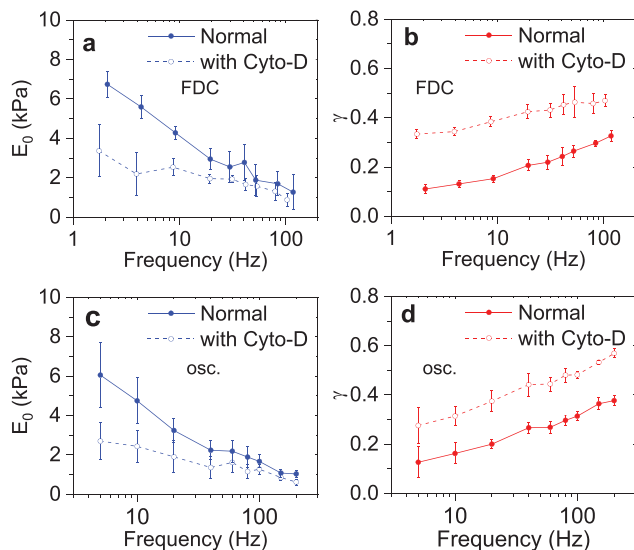 a
Normal
with Cyto-D
FDC
E₀ (kPa)
10
8
6
4
2
0
1
10
100
Frequency (Hz)
b
Normal
with Cyto-D
FDC
γ
0.8
0.6
0.4
0.2
0.0
1
10
100
Frequency (Hz)
c
Normal
with Cyto-D
osc.
E₀ (kPa)
10
8
6
4
2
0
10
100
Frequency (Hz)
d
Normal
with Cyto-D
osc.
γ
0.8
0.6
0.4
0.2
0.0
10
100
Frequency (Hz)